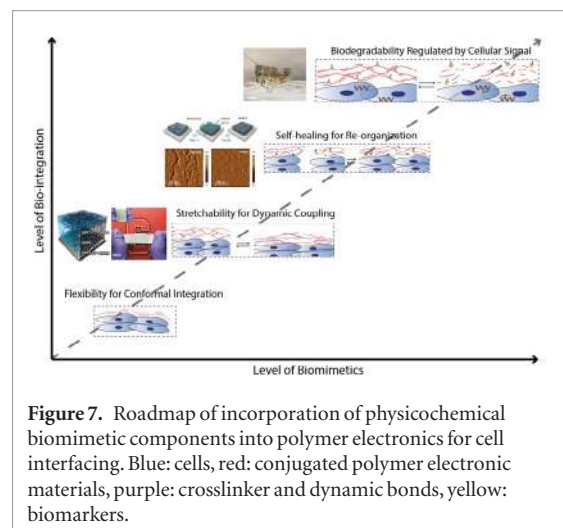 Biodegradability Regulated by Cellular Signal
Self-healing for Re-organization
Stretchability for Dynamic Coupling
Flexibility for Conformal Integration
Level of Bio-integration
Level of Biomimetics
Figure 7. Roadmap of incorporation of physicochemical
biomimetic components into polymer electronics for cell
interfacing. Blue: cells, red: conjugated polymer electronic
materials, purple: crosslinker and dynamic bonds, yellow:
biomarkers.